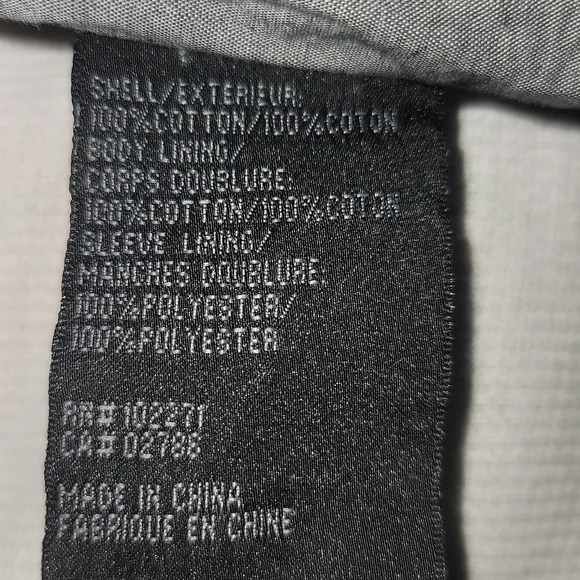 SHELL/EXTERIEUR:
100%COTTON/100%COTON
BODY LINING/
CORPS DOUBLURE:
100%COTTON/100%COTON
SLEEVE LINING/
MANCHES DOUBLURE:
100%POLYESTER/
100%POLYESTER
RN# 102271
CA# 02786
MADE IN CHINA
FABRIQUE EN CHINE